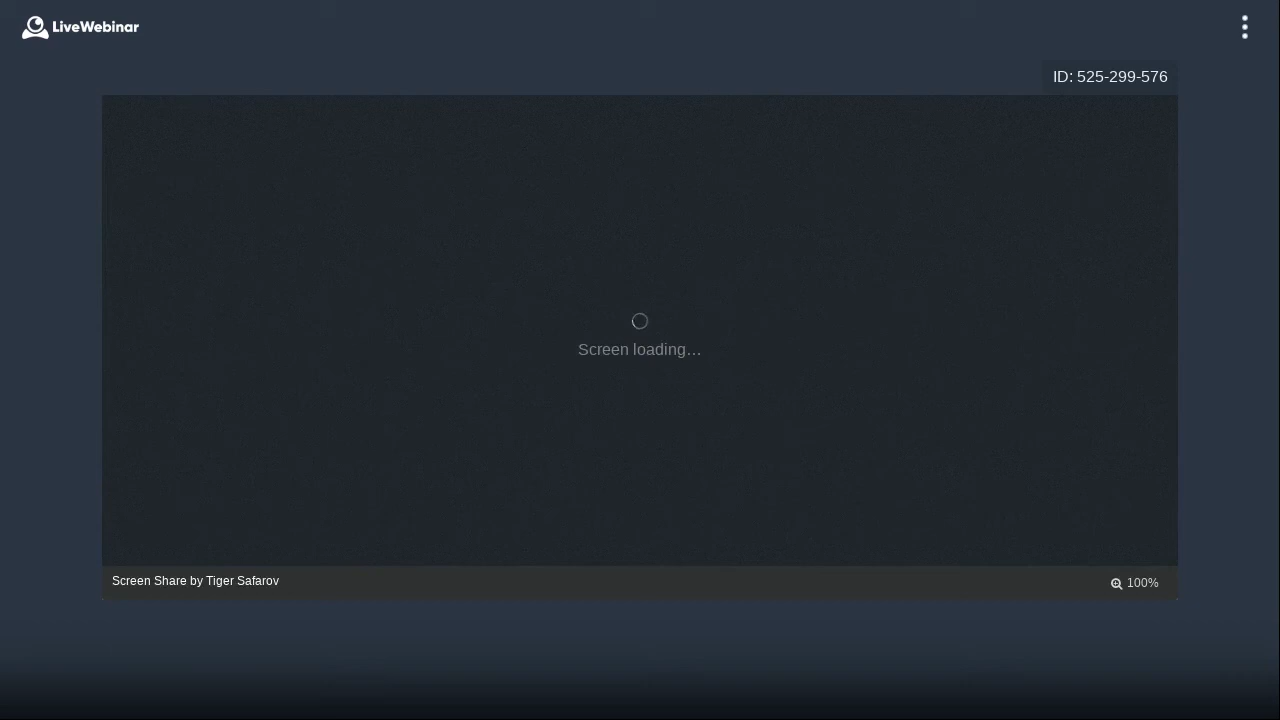 LiveWebinar
ID: 525-299-576
Screen loading…
Screen Share by Tiger Safarov
100%